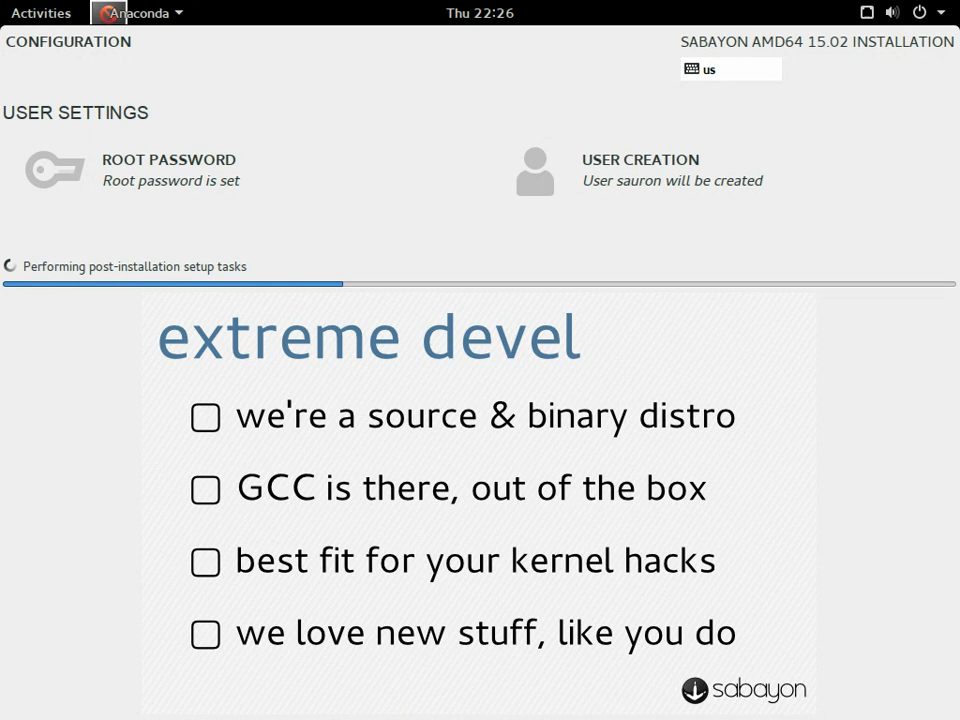 Activities
Anaconda
Thu 22:26
CONFIGURATION
SABAYON AMD64 15.02 INSTALLATION
us
USER SETTINGS
ROOT PASSWORD
Root password is set
USER CREATION
User sauron will be created
Performing post-installation setup tasks
extreme devel
we're a source & binary distro
GCC is there, out of the box
best fit for your kernel hacks
we love new stuff, like you do
sabayon